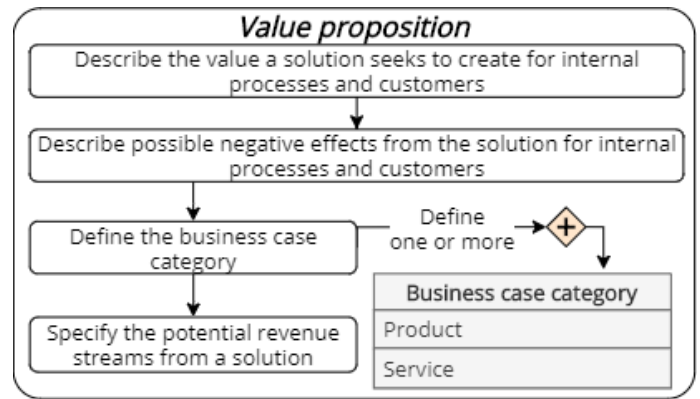 Value proposition
Describe the value a solution seeks to create for internal
processes and customers
Describe possible negative effects from the solution for internal
processes and customers
Define the business case
category
Define
one or more
+
Business case category
Product
Service
Specify the potential revenue
streams from a solution